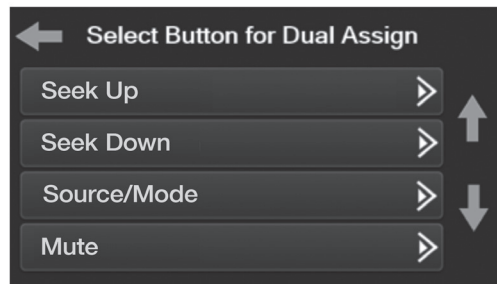 Select Button for Dual Assign
Seek Up
Seek Down
Source/Mode
Mute